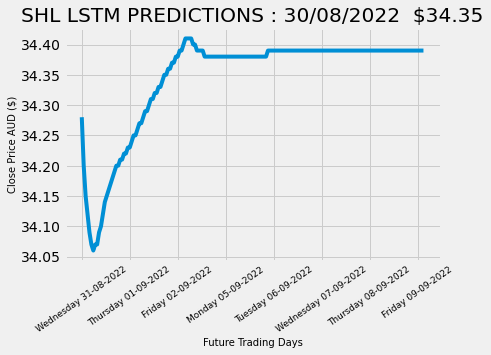 SHL LSTM PREDICTIONS : 30/08/2022 $34.35
34.40
34.35
34.30
34.25
34.20
34.15
34.10
34.05
Close Price AUD ($)
Wednesday 31-08-2022
Thursday 01-09-2022
Friday 02-09-2022
Monday 05-09-2022
Tuesday 06-09-2022
Wednesday 07-09-2022
Thursday 08-09-2022
Friday 09-09-2022
Future Trading Days